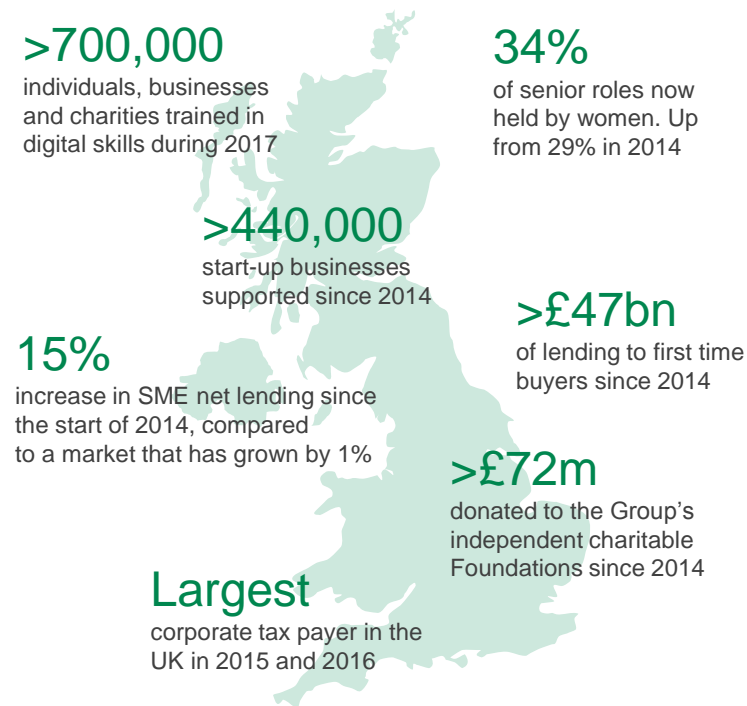 >700,000
individuals, businesses
and charities trained in
digital skills during 2017
34%
of senior roles now
held by women. Up
from 29% in 2014
>440,000
start-up businesses
supported since 2014
>£47bn
of lending to first time
buyers since 2014
15%
increase in SME net lending since
the start of 2014, compared
to a market that has grown by 1%
>£72m
donated to the Group's
independent charitable
Foundations since 2014
Largest
corporate tax payer in the
UK in 2015 and 2016